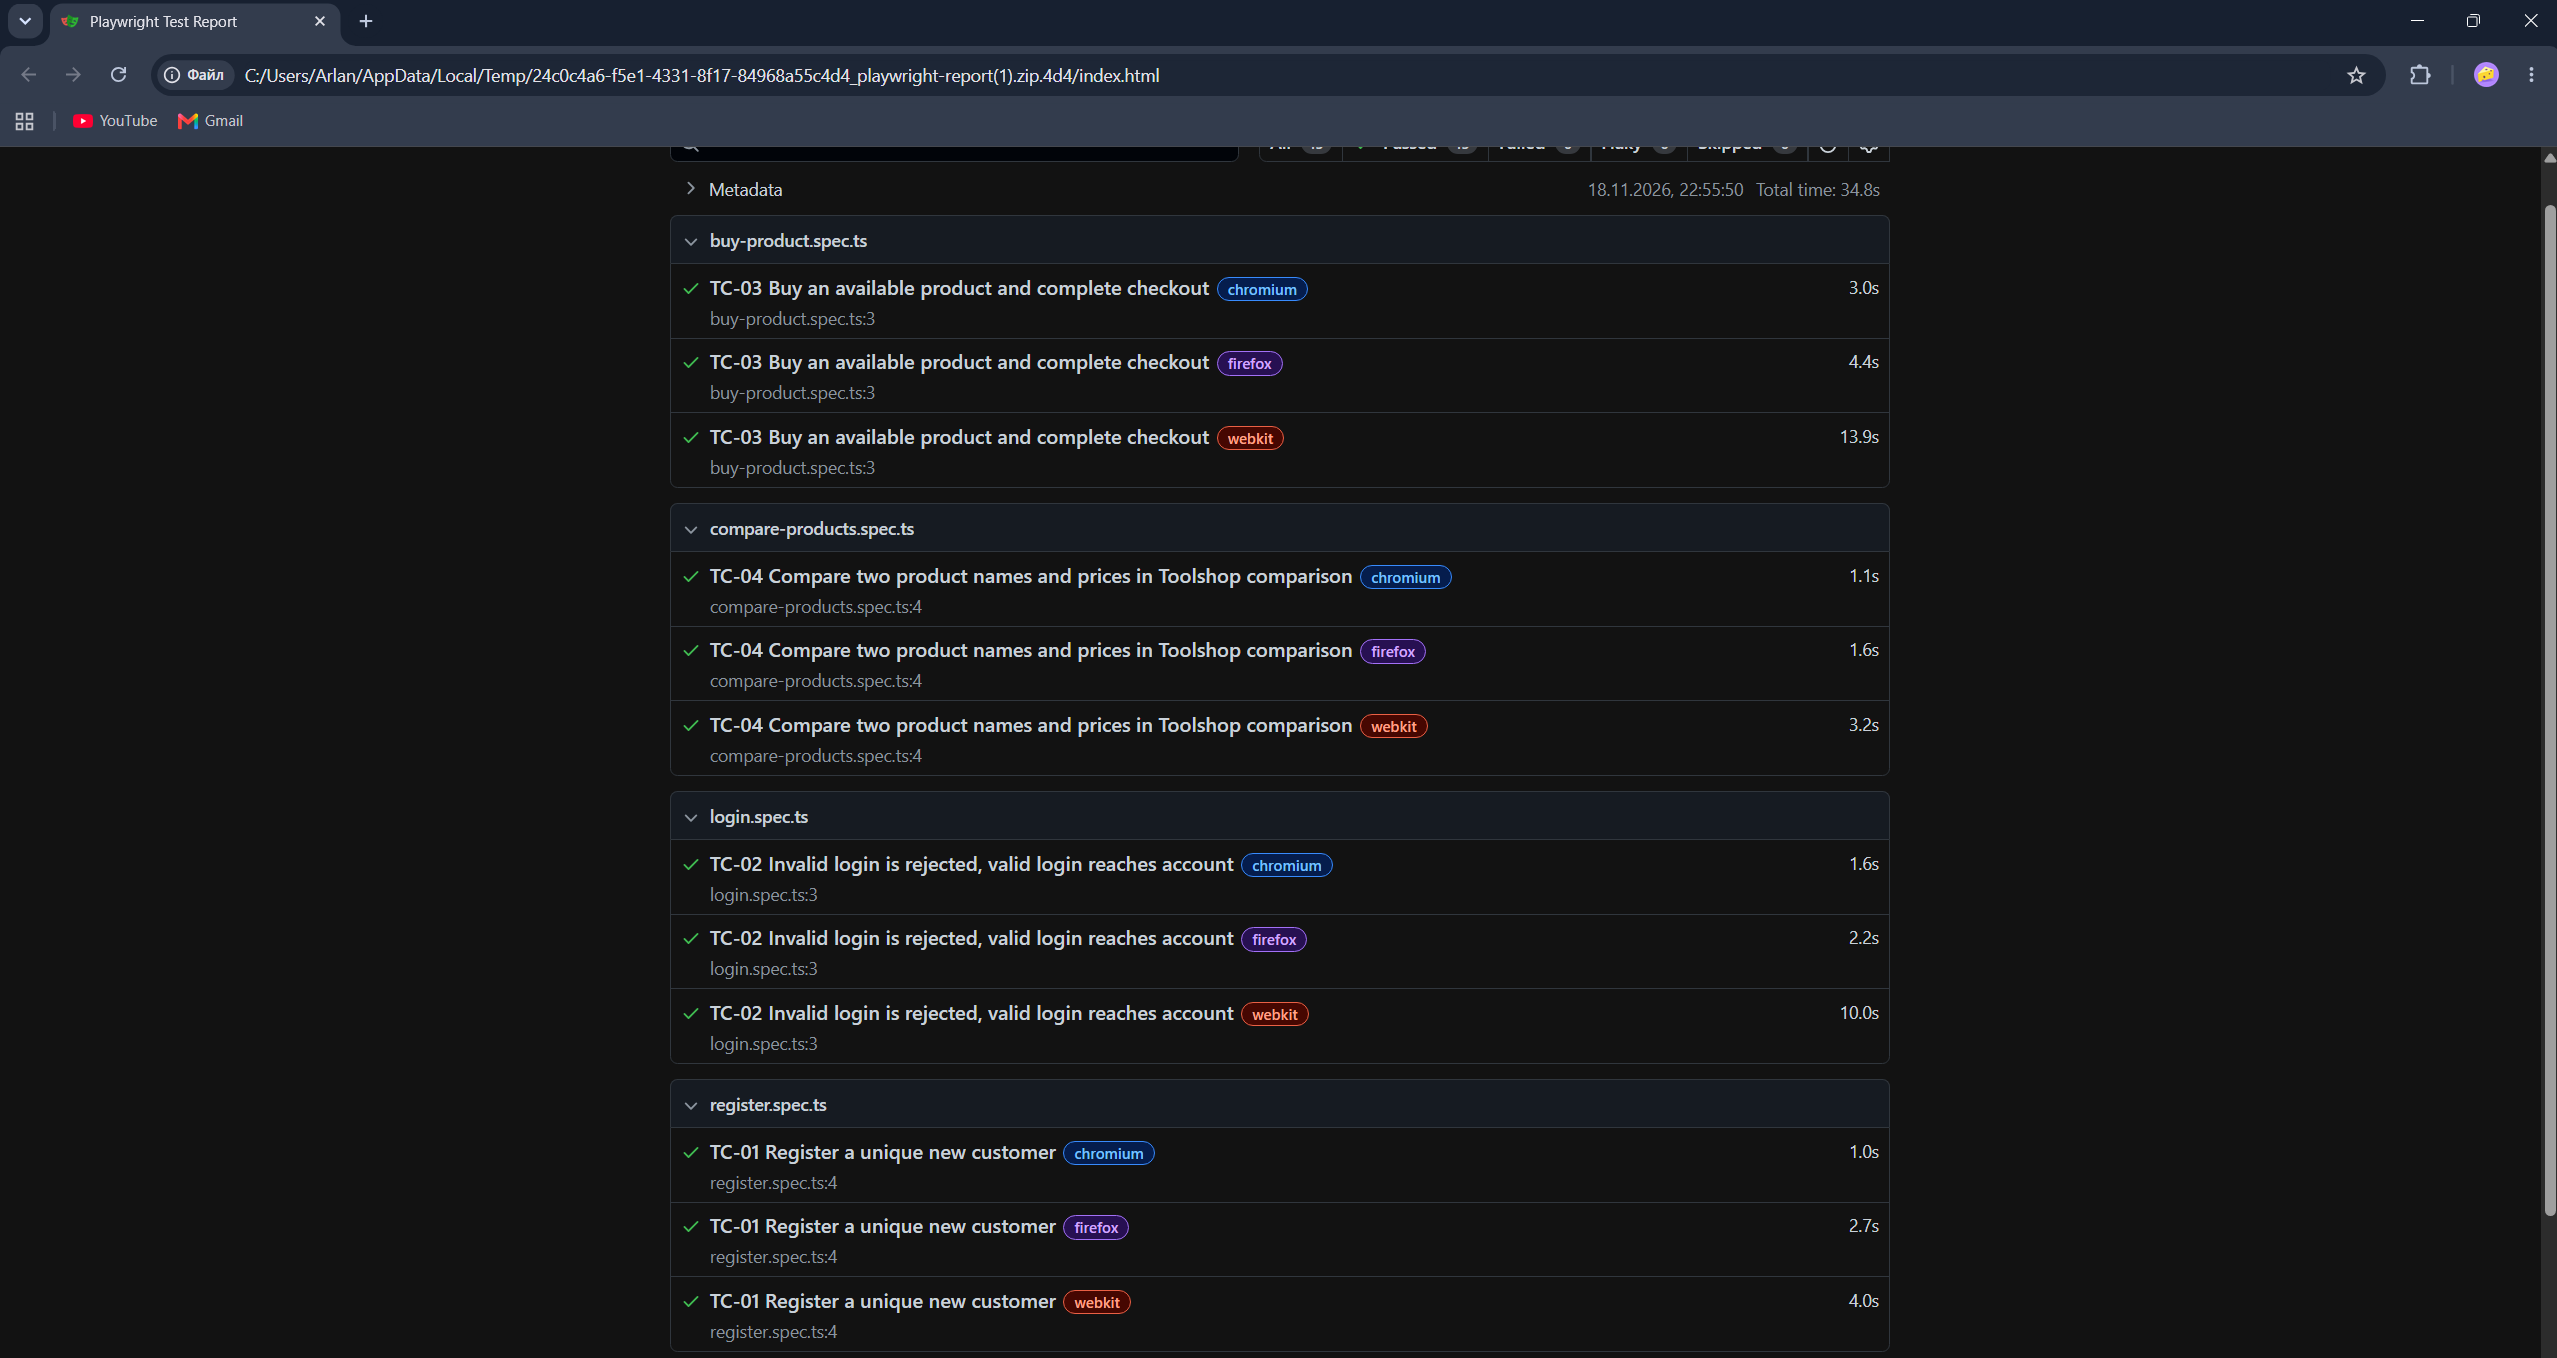 Playwright Test Report
Файл
C:/Users/Arlan/AppData/Local/Temp/24c0c4a6-f5e1-4331-8f17-84968a55c4d4_playwright-report(1).zip.4d4/index.html
YouTube
Gmail
Metadata
18.11.2026, 22:55:50 Total time: 34.8s
buy-product.spec.ts
TC-03 Buy an available product and complete checkout chromium 3.0s
buy-product.spec.ts:3
TC-03 Buy an available product and complete checkout firefox 4.4s
buy-product.spec.ts:3
TC-03 Buy an available product and complete checkout webkit 13.9s
buy-product.spec.ts:3
compare-products.spec.ts
TC-04 Compare two product names and prices in Toolshop comparison chromium 1.1s
compare-products.spec.ts:4
TC-04 Compare two product names and prices in Toolshop comparison firefox 1.6s
compare-products.spec.ts:4
TC-04 Compare two product names and prices in Toolshop comparison webkit 3.2s
compare-products.spec.ts:4
login.spec.ts
TC-02 Invalid login is rejected, valid login reaches account chromium 1.6s
login.spec.ts:3
TC-02 Invalid login is rejected, valid login reaches account firefox 2.2s
login.spec.ts:3
TC-02 Invalid login is rejected, valid login reaches account webkit 10.0s
login.spec.ts:3
register.spec.ts
TC-01 Register a unique new customer chromium 1.0s
register.spec.ts:4
TC-01 Register a unique new customer firefox 2.7s
register.spec.ts:4
TC-01 Register a unique new customer webkit 4.0s
register.spec.ts:4